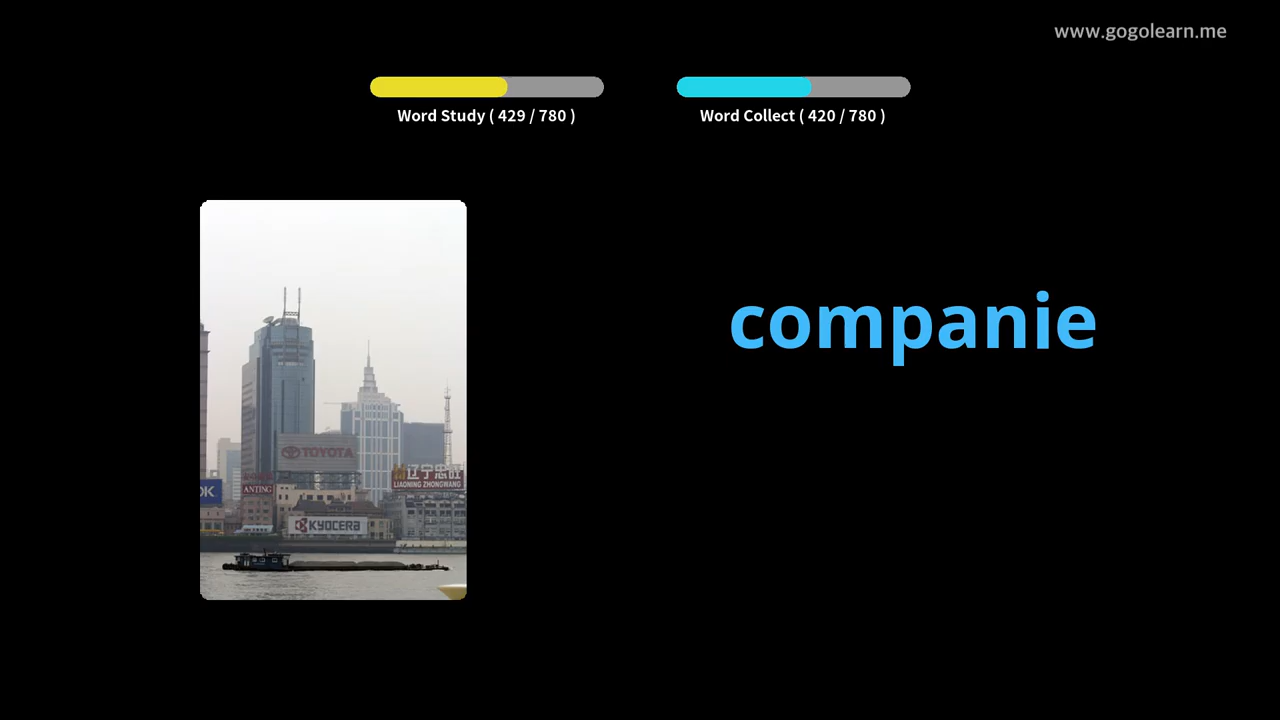 www.gogolearn.me
Word Study ( 429 / 780 )
Word Collect ( 420 / 780 )
companie
TOYOTA
辽宁忠旺
LIAONING ZHONGWANG
ANTING
OK
KYOCERA